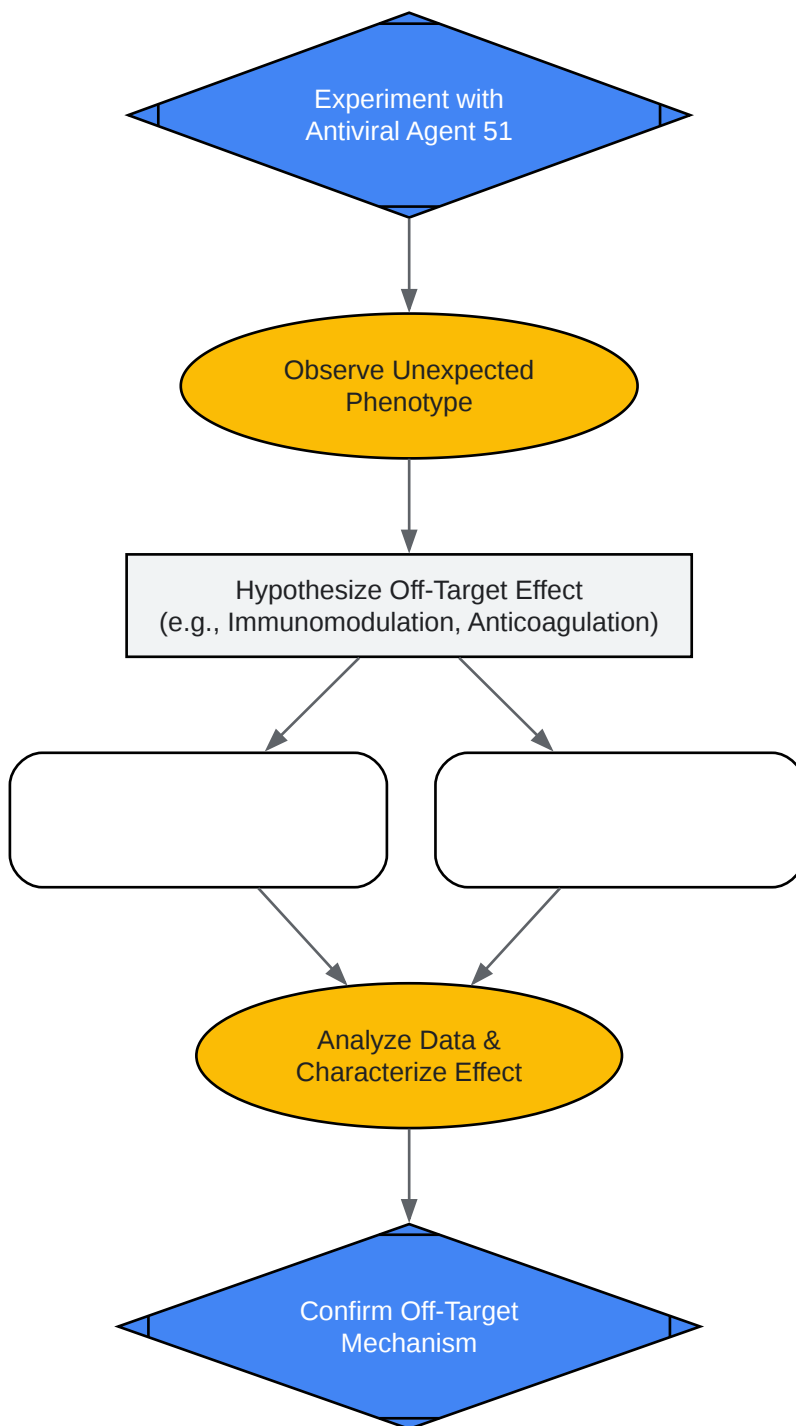 Experiment with
Antiviral Agent 51
Observe Unexpected
Phenotype
Hypothesize Off-Target Effect
(e.g., Immunomodulation, Anticoagulation)
Analyze Data &
Characterize Effect
Confirm Off-Target
Mechanism